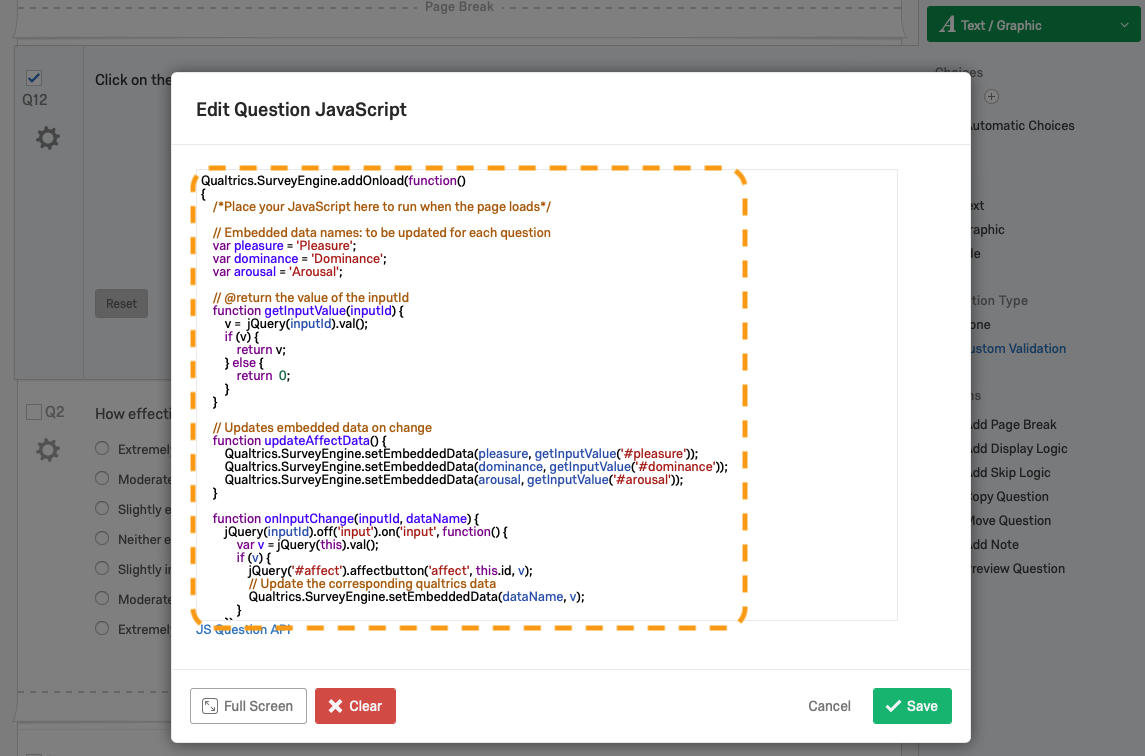 Page Break
Text / Graphic
Choices
Automatic Choices
Q12
Click on the
Edit Question JavaScript
Qualtrics.SurveyEngine.addOnload(function()
{
/*Place your JavaScript here to run when the page loads*/
// Embedded data names: to be updated for each question
var pleasure = 'Pleasure';
var dominance = 'Dominance';
var arousal = 'Arousal';
// @return the value of the inputId
function getInputValue(inputId) {
v = jQuery(inputId).val();
if (v) {
return v;
} else {
return 0;
}
}
// Updates embedded data on change
function updateAffectData() {
Qualtrics.SurveyEngine.setEmbeddedData(pleasure, getInputValue('#pleasure'));
Qualtrics.SurveyEngine.setEmbeddedData(dominance, getInputValue('#dominance'));
Qualtrics.SurveyEngine.setEmbeddedData(arousal, getInputValue('#arousal'));
}
function onInputChange(inputId, dataName) {
jQuery(inputId).off('input').on('input', function() {
var v = jQuery(this).val();
if (v) {
jQuery('#affect').affectbutton('affect', this.id, v);
// Update the corresponding qualtrics data
Qualtrics.SurveyEngine.setEmbeddedData(dataName, v);
}
JS Question API
Full Screen
Clear
Cancel
Save
Reset
Q2
How effecti
Extremel
Moderate
Slightly e
Neither e
Slightly in
Moderate
Extremel
ext
raphic
le
tion Type
one
ustom Validation
ns
dd Page Break
dd Display Logic
dd Skip Logic
opy Question
Move Question
dd Note
review Question